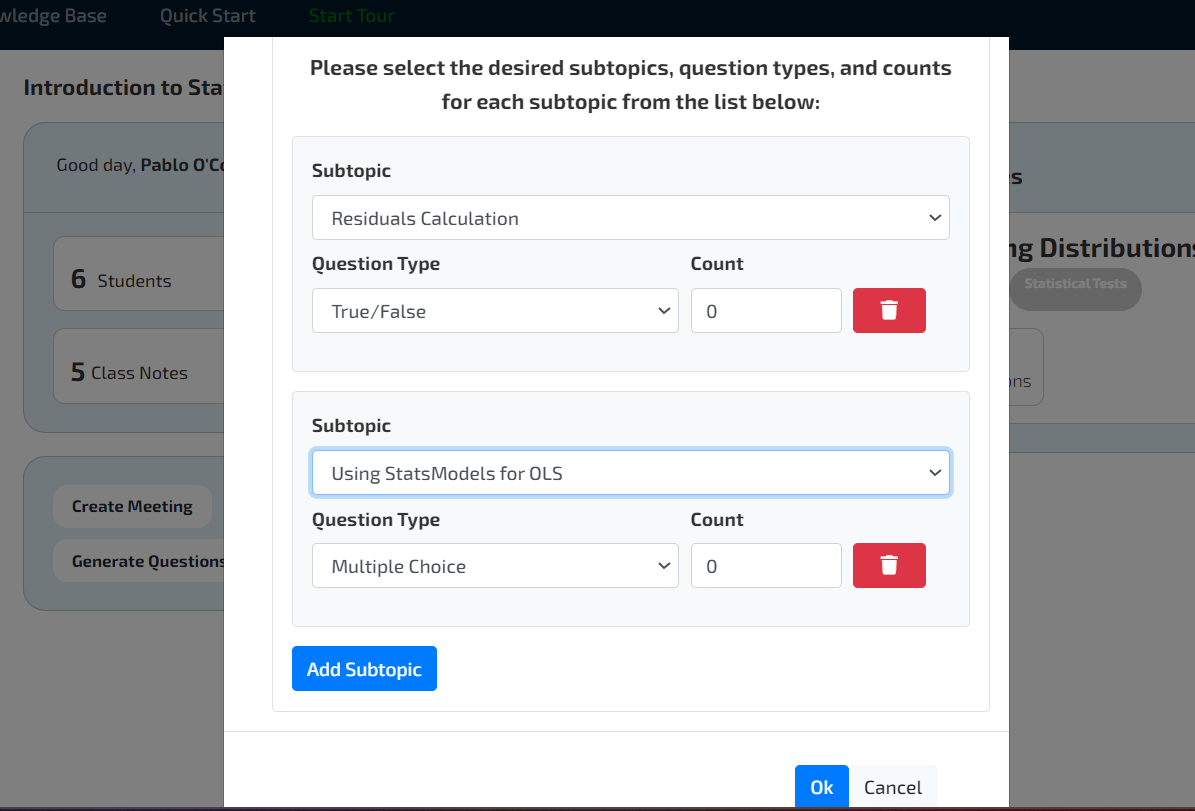 wledge Base Quick Start Start Tour
Introduction to Sta
Please select the desired subtopics, question types, and counts
for each subtopic from the list below:
Good day, Pablo O'Co
6 Students
5 Class Notes
Create Meeting
Generate Questions
Subtopic
Residuals Calculation
Question Type Count
True/False 0
Subtopic
Using StatsModels for OLS
Question Type Count
Multiple Choice 0
Add Subtopic
Ok Cancel
s
ng Distributions
Statistical Tests
ons